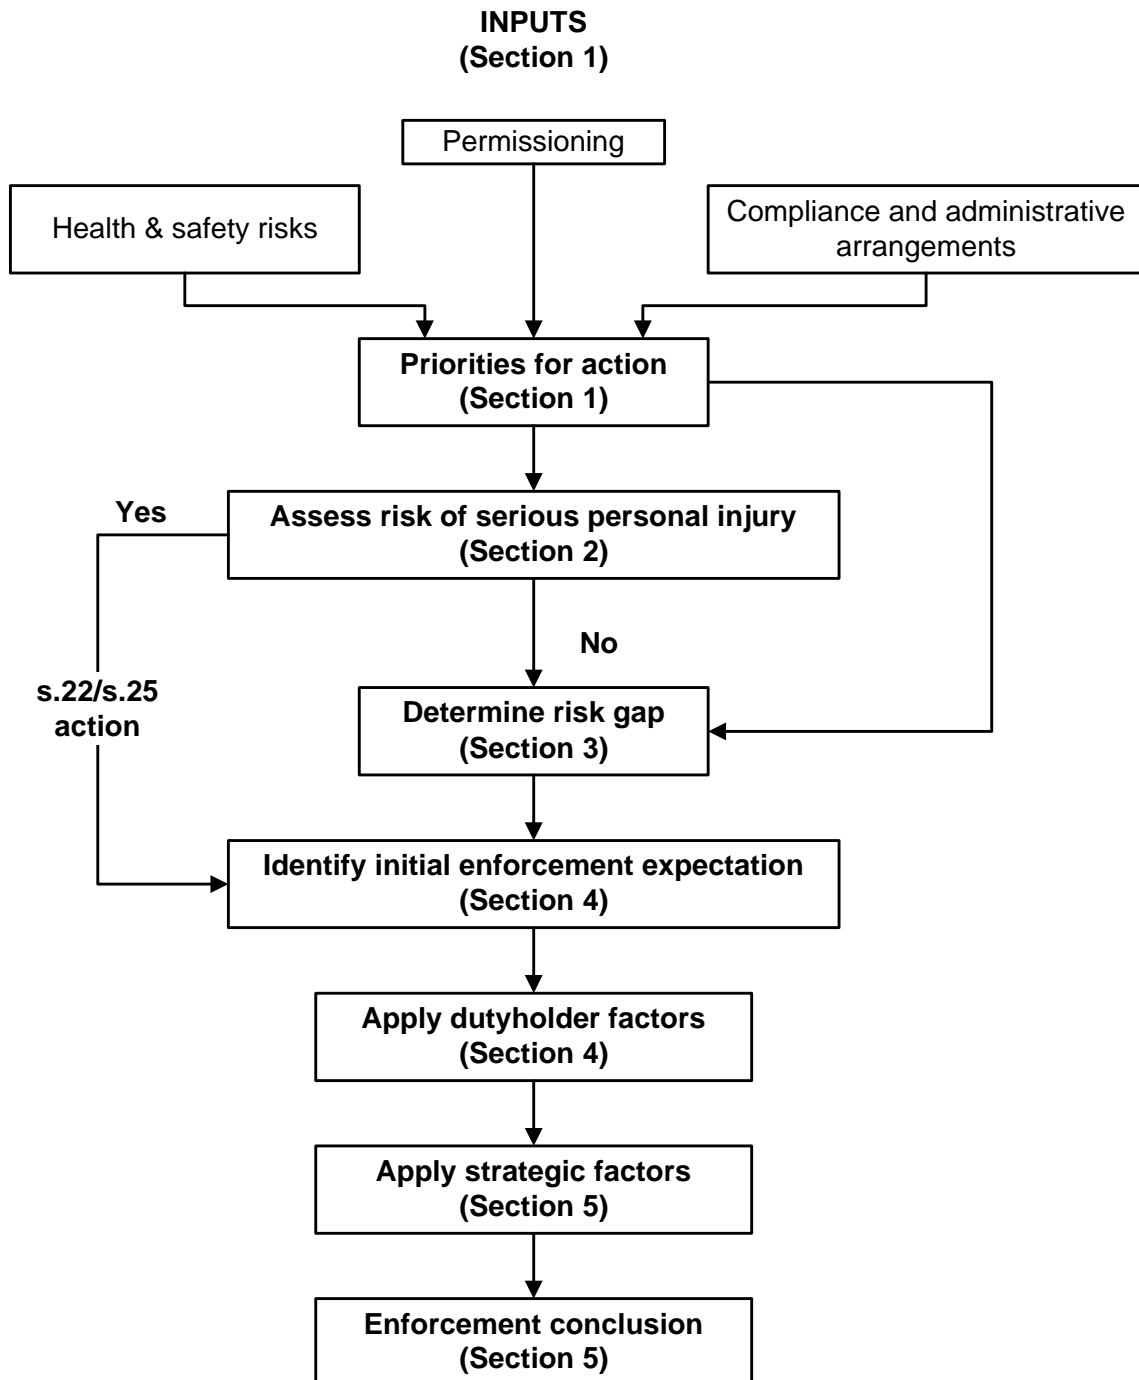 INPUTS
(Section 1)
Permissioning
Health & safety risks
Compliance and administrative
arrangements
Priorities for action
(Section 1)
Yes
Assess risk of serious personal injury
(Section 2)
No
s.22/s.25
action
Determine risk gap
(Section 3)
Identify initial enforcement expectation
(Section 4)
Apply dutyholder factors
(Section 4)
Apply strategic factors
(Section 5)
Enforcement conclusion
(Section 5)